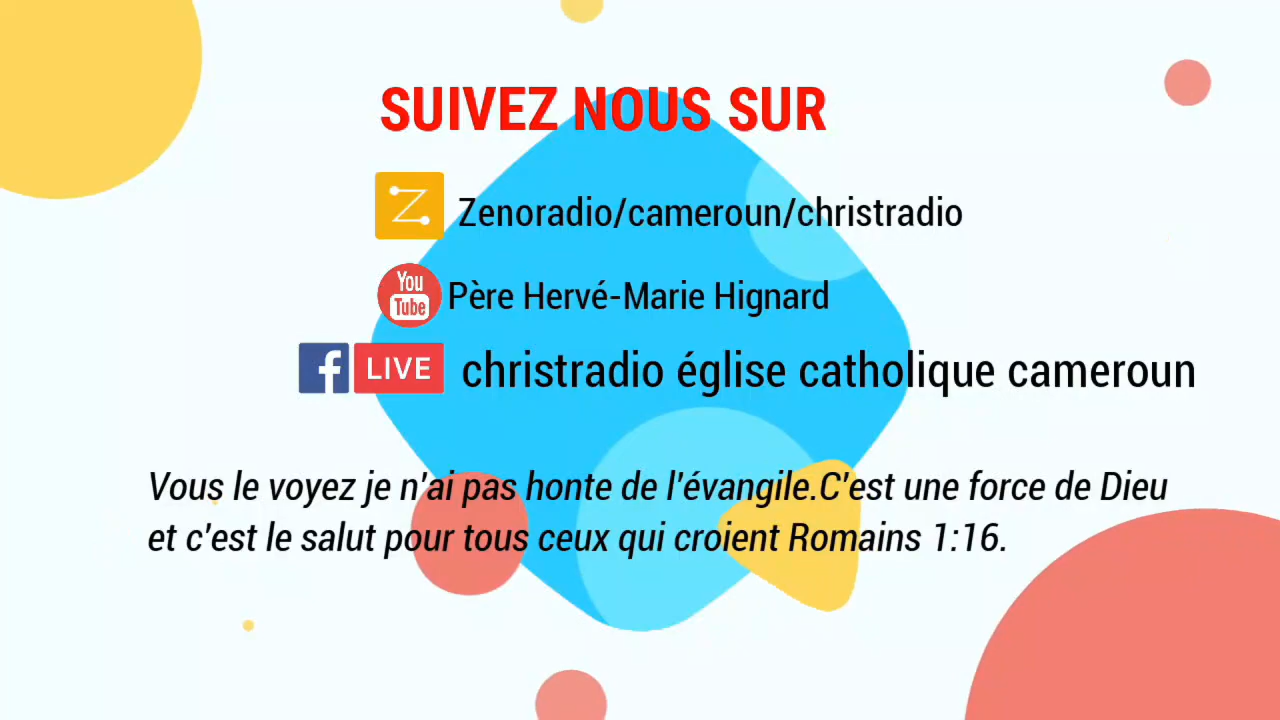 SUIVEZ NOUS SUR
Z Zenoradio/cameroun/christradio
You Tube Père Hervé-Marie Hignard
f LIVE christradio église catholique cameroun
Vous le voyez je n'ai pas honte de l'évangile.C'est une force de Dieu
et c'est le salut pour tous ceux qui croient Romains 1:16.